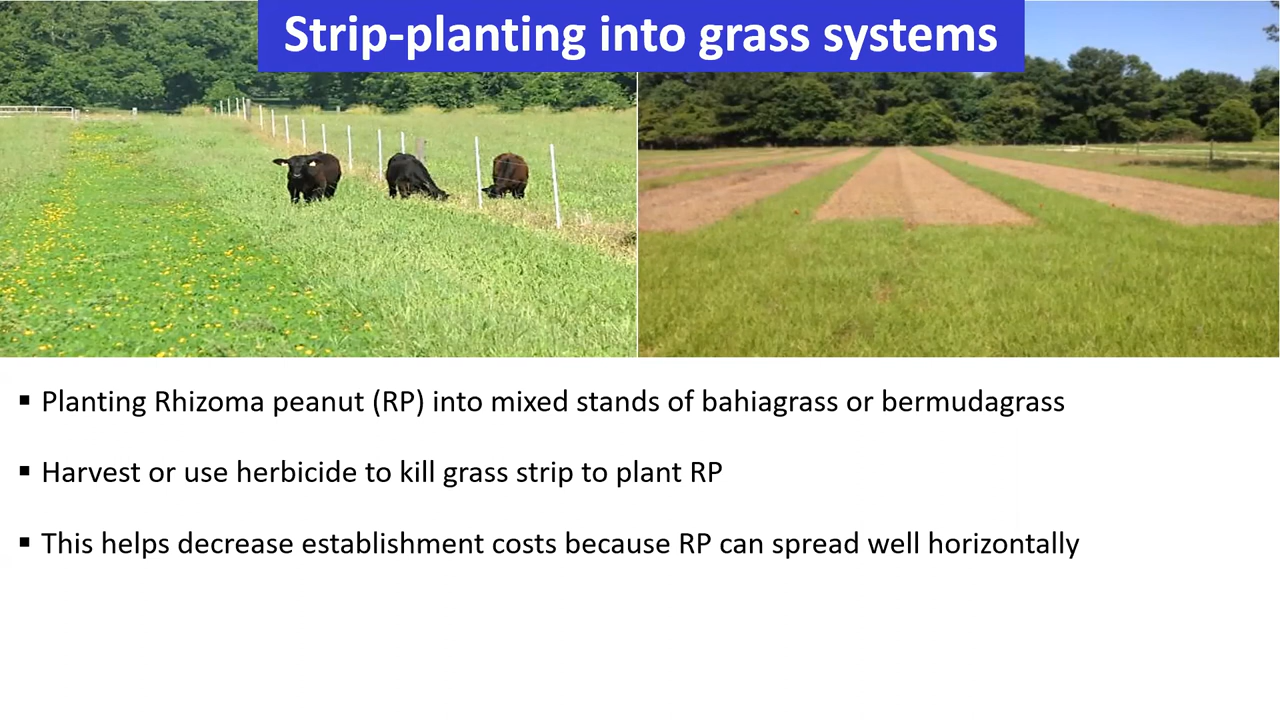 Strip-planting into grass systems
▪ Planting Rhizoma peanut (RP) into mixed stands of bahiagrass or bermudagrass
▪ Harvest or use herbicide to kill grass strip to plant RP
▪ This helps decrease establishment costs because RP can spread well horizontally